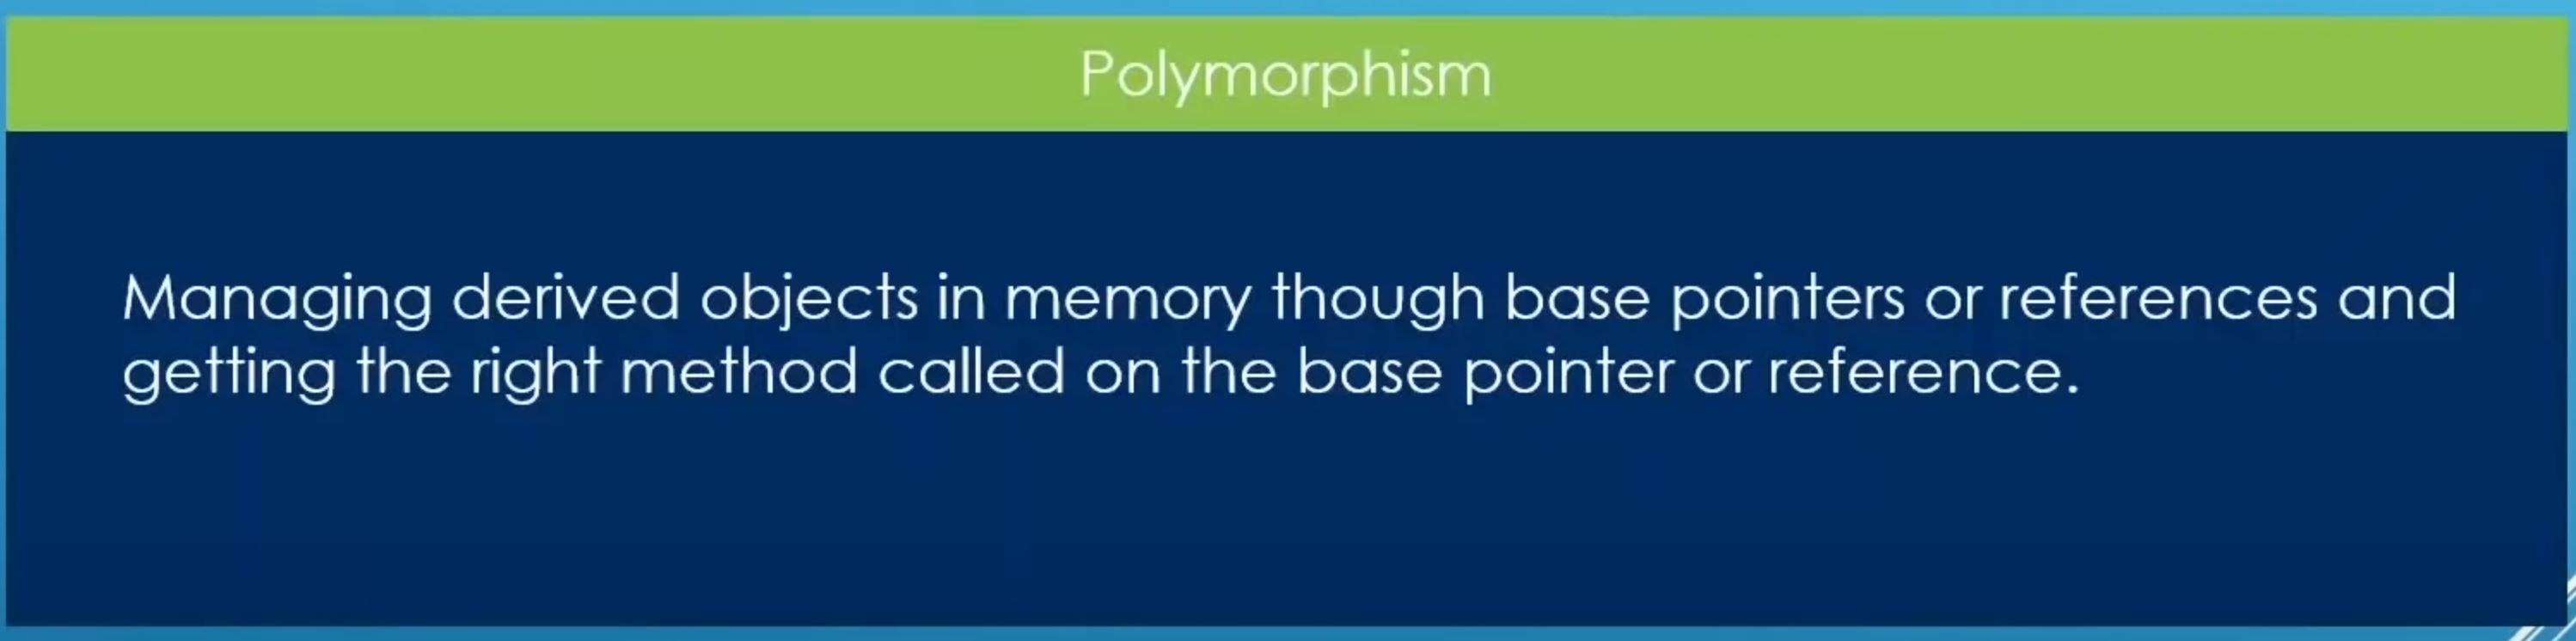 Polymorphism
Managing derived objects in memory though base pointers or references and
getting the right method called on the base pointer or reference.